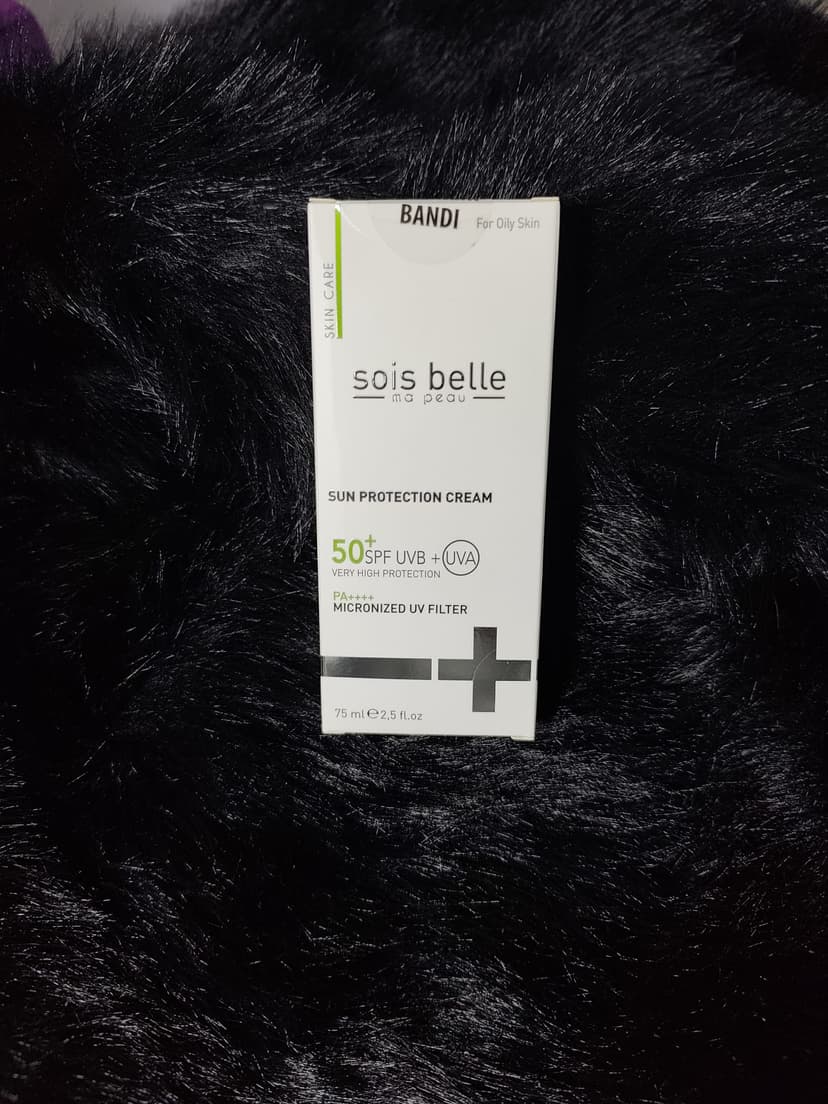 BANDI
For Oily Skin
SKIN CARE
sois belle
ma peau
SUN PROTECTION CREAM
50+ SPF UVB + UVA
VERY HIGH PROTECTION
PA++++
MICRONIZED UV FILTER
75 ml ℮ 2,5 fl.oz